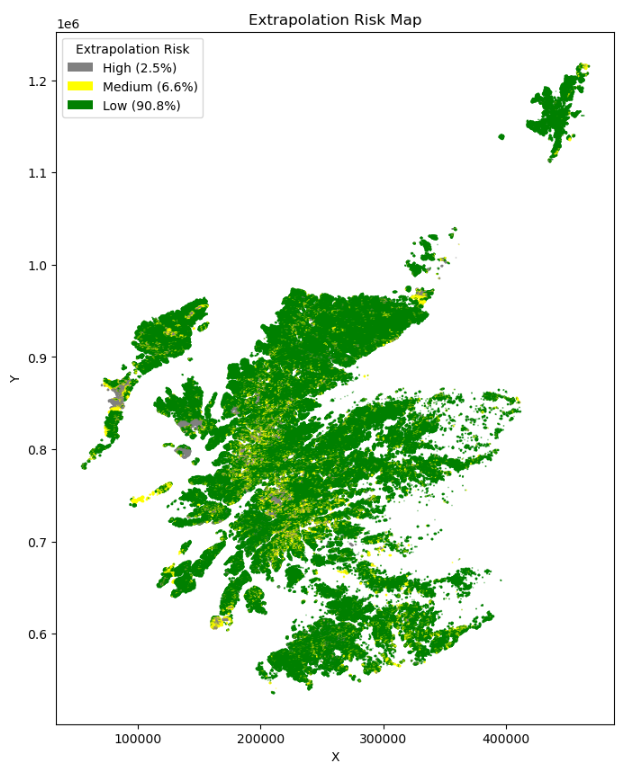 Extrapolation Risk Map
1e6
Extrapolation Risk
High (2.5%)
Medium (6.6%)
Low (90.8%)
1.2
1.1
1.0
0.9
0.8
0.7
0.6
Y
100000 200000 300000 400000
X